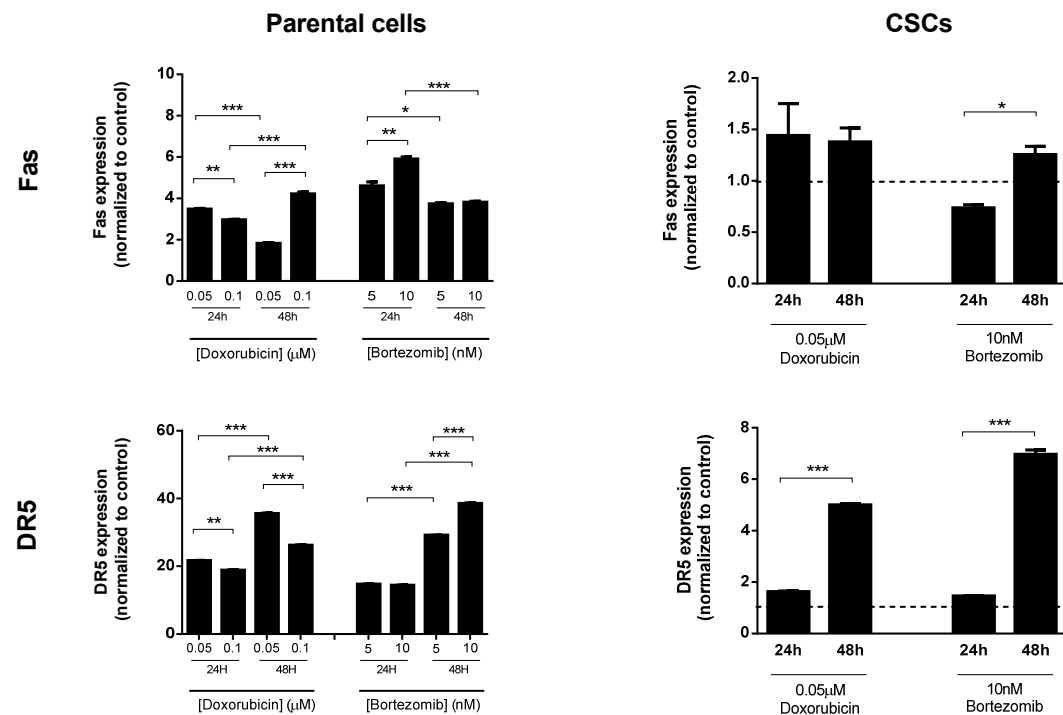 Parental cells
CSCs
Fas
Fas expression
(normalized to control)
10
8
6
4
2
0
***
**
***
***
*
**
***
0.05 0.1 0.05 0.1 5 10 5 10
24h 48h 24h 48h
[Doxorubicin] (μM) [Bortezomib] (nM)
Fas expression
(normalized to control)
2.0
1.5
1.0
0.5
0.0
*
24h 48h 24h 48h
0.05μM
Doxorubicin
10nM
Bortezomib
DR5
DR5 expression
(normalized to control)
60
40
20
0
***
***
***
**
***
***
***
0.05 0.1 0.05 0.1 5 10 5 10
24H 48H 24H 48H
[Doxorubicin] (μM) [Bortezomib] (nM)
DR5 expression
(normalized to control)
8
6
4
2
0
***
***
24h 48h 24h 48h
0.05μM
Doxorubicin
10nM
Bortezomib